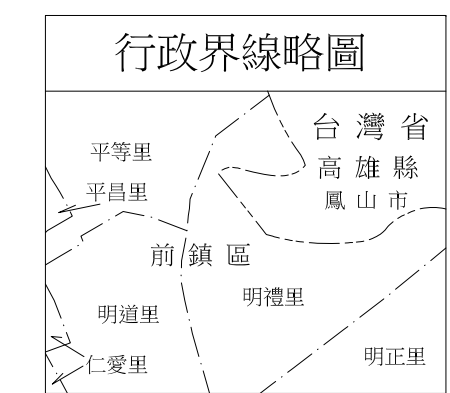 行政界線略圖
台灣省
高雄縣
鳳山市
平等里
平昌里
前鎮區
明禮里
明道里
仁愛里
明正里